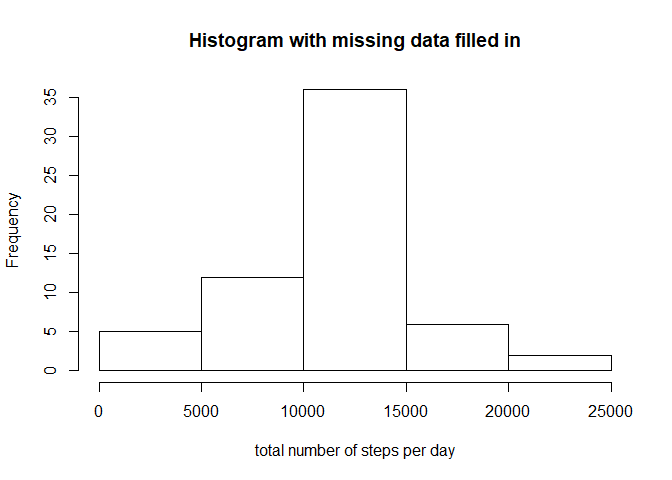 Histogram with missing data filled in
Frequency
35
30
25
20
15
10
5
0
0 5000 10000 15000 20000 25000
total number of steps per day